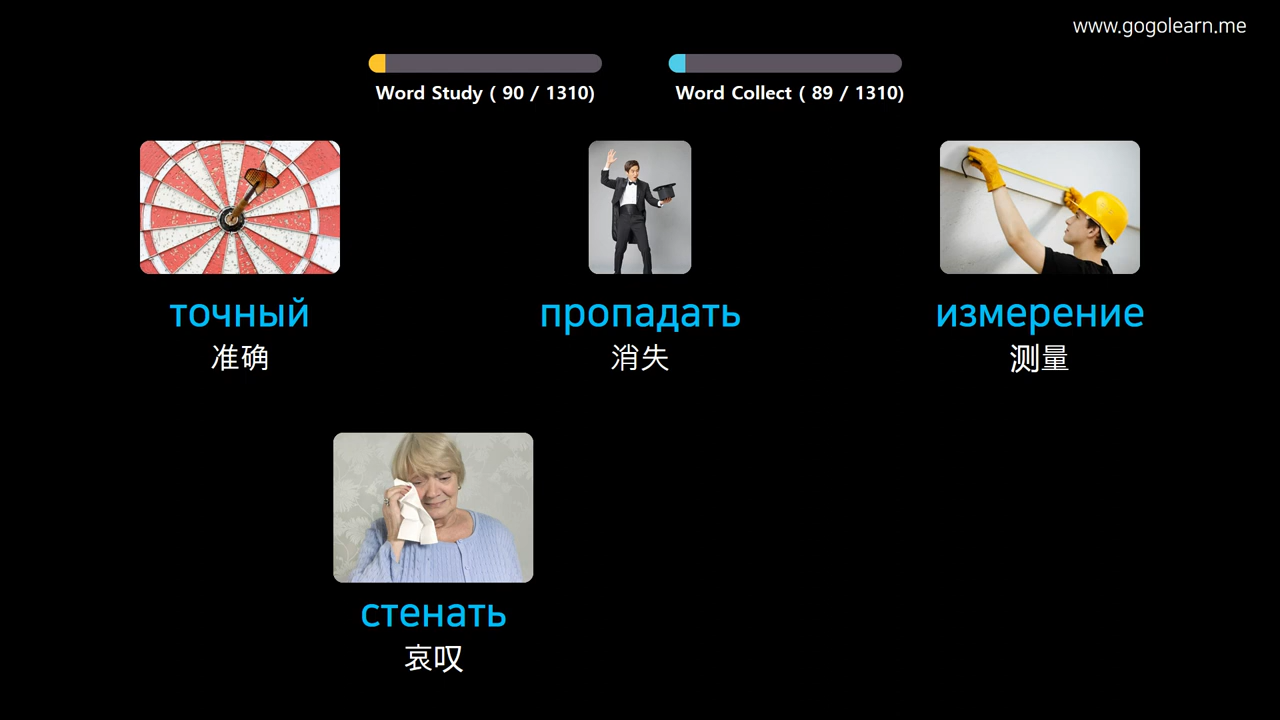 www.gogolearn.me
Word Study ( 90 / 1310)
Word Collect ( 89 / 1310)
точный
准确
пропадать
消失
измерение
测量
стенать
哀叹